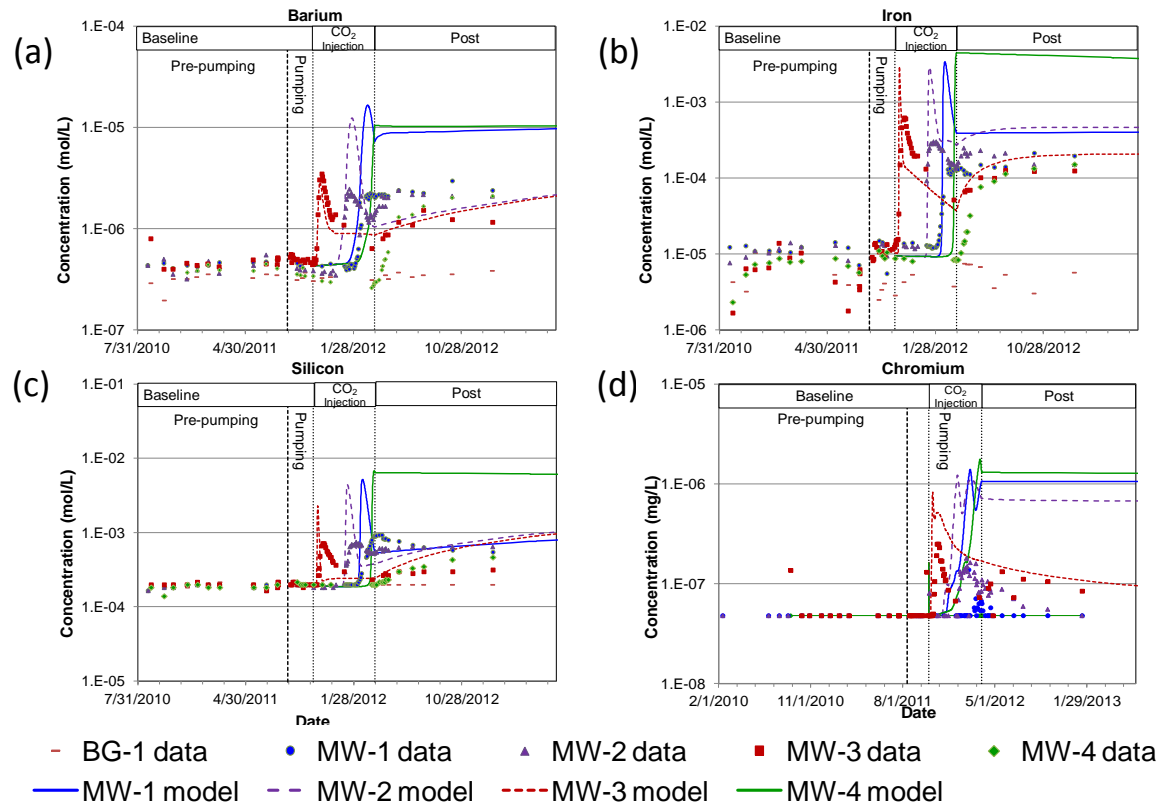 (a)
Barium
Baseline
CO2 Injection
Post
Pre-pumping
Pumping
Concentration (mol/L)
1.E-04
1.E-05
1.E-06
1.E-07
7/31/2010
4/30/2011
1/28/2012
10/28/2012
(b)
Iron
Baseline
CO2 Injection
Post
Pre-pumping
Pumping
Concentration (mol/L)
1.E-02
1.E-03
1.E-04
1.E-05
1.E-06
7/31/2010
4/30/2011
1/28/2012
10/28/2012
(c)
Silicon
Baseline
CO2 Injection
Post
Pre-pumping
Pumping
Concentration (mol/L)
1.E-01
1.E-02
1.E-03
1.E-04
1.E-05
7/31/2010
4/30/2011
1/28/2012
10/28/2012
Date
(d)
Chromium
Baseline
CO2 Injection
Post
Pre-pumping
Pumping
Concentration (mg/L)
1.E-05
1.E-06
1.E-07
1.E-08
2/1/2010
11/1/2010
8/1/2011
5/1/2012
1/29/2013
Date
BG-1 data
MW-1 data
MW-2 data
MW-3 data
MW-4 data
MW-1 model
MW-2 model
MW-3 model
MW-4 model